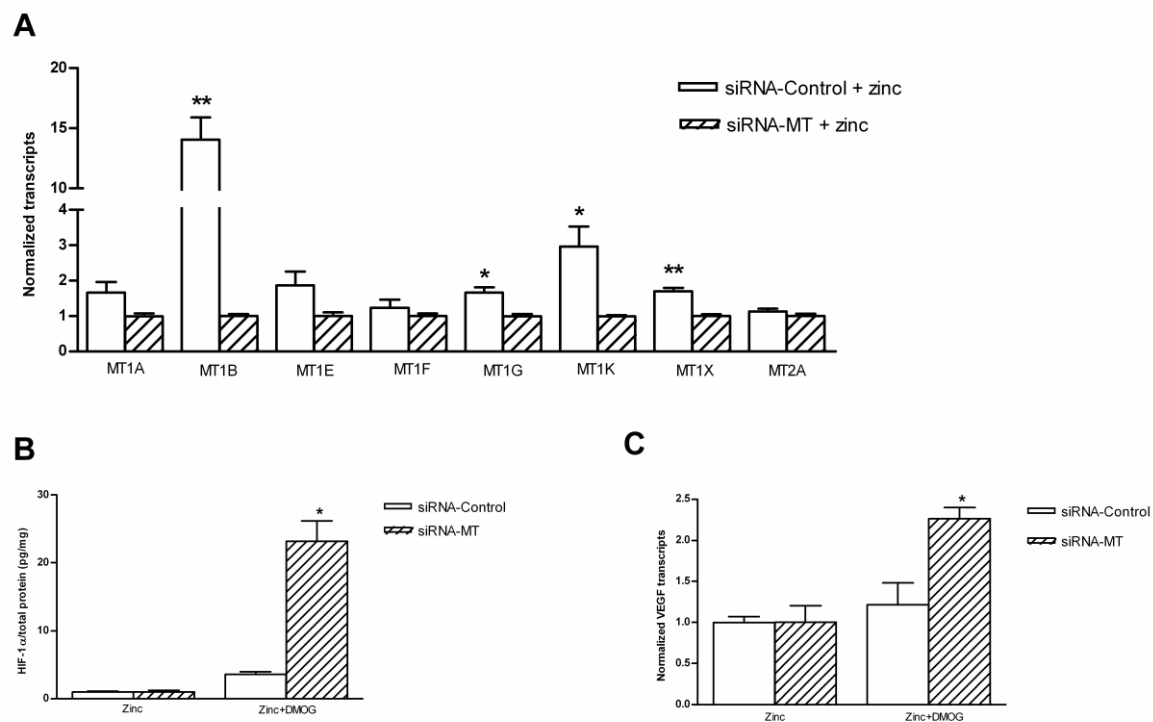 A
Normalized transcripts
20
15
10
4
3
2
1
0
**
*
*
**
siRNA-Control + zinc
siRNA-MT + zinc
MT1A MT1B MT1E MT1F MT1G MT1K MT1X MT2A
B
HIF-1 α/total protein (pg/mg)
30
20
10
0
*
siRNA-Control
siRNA-MT
Zinc Zinc+DMOG
C
Normalized VEGF transcripts
2.5
2.0
1.5
1.0
0.5
0.0
*
siRNA-Control
siRNA-MT
Zinc Zinc+DMOG